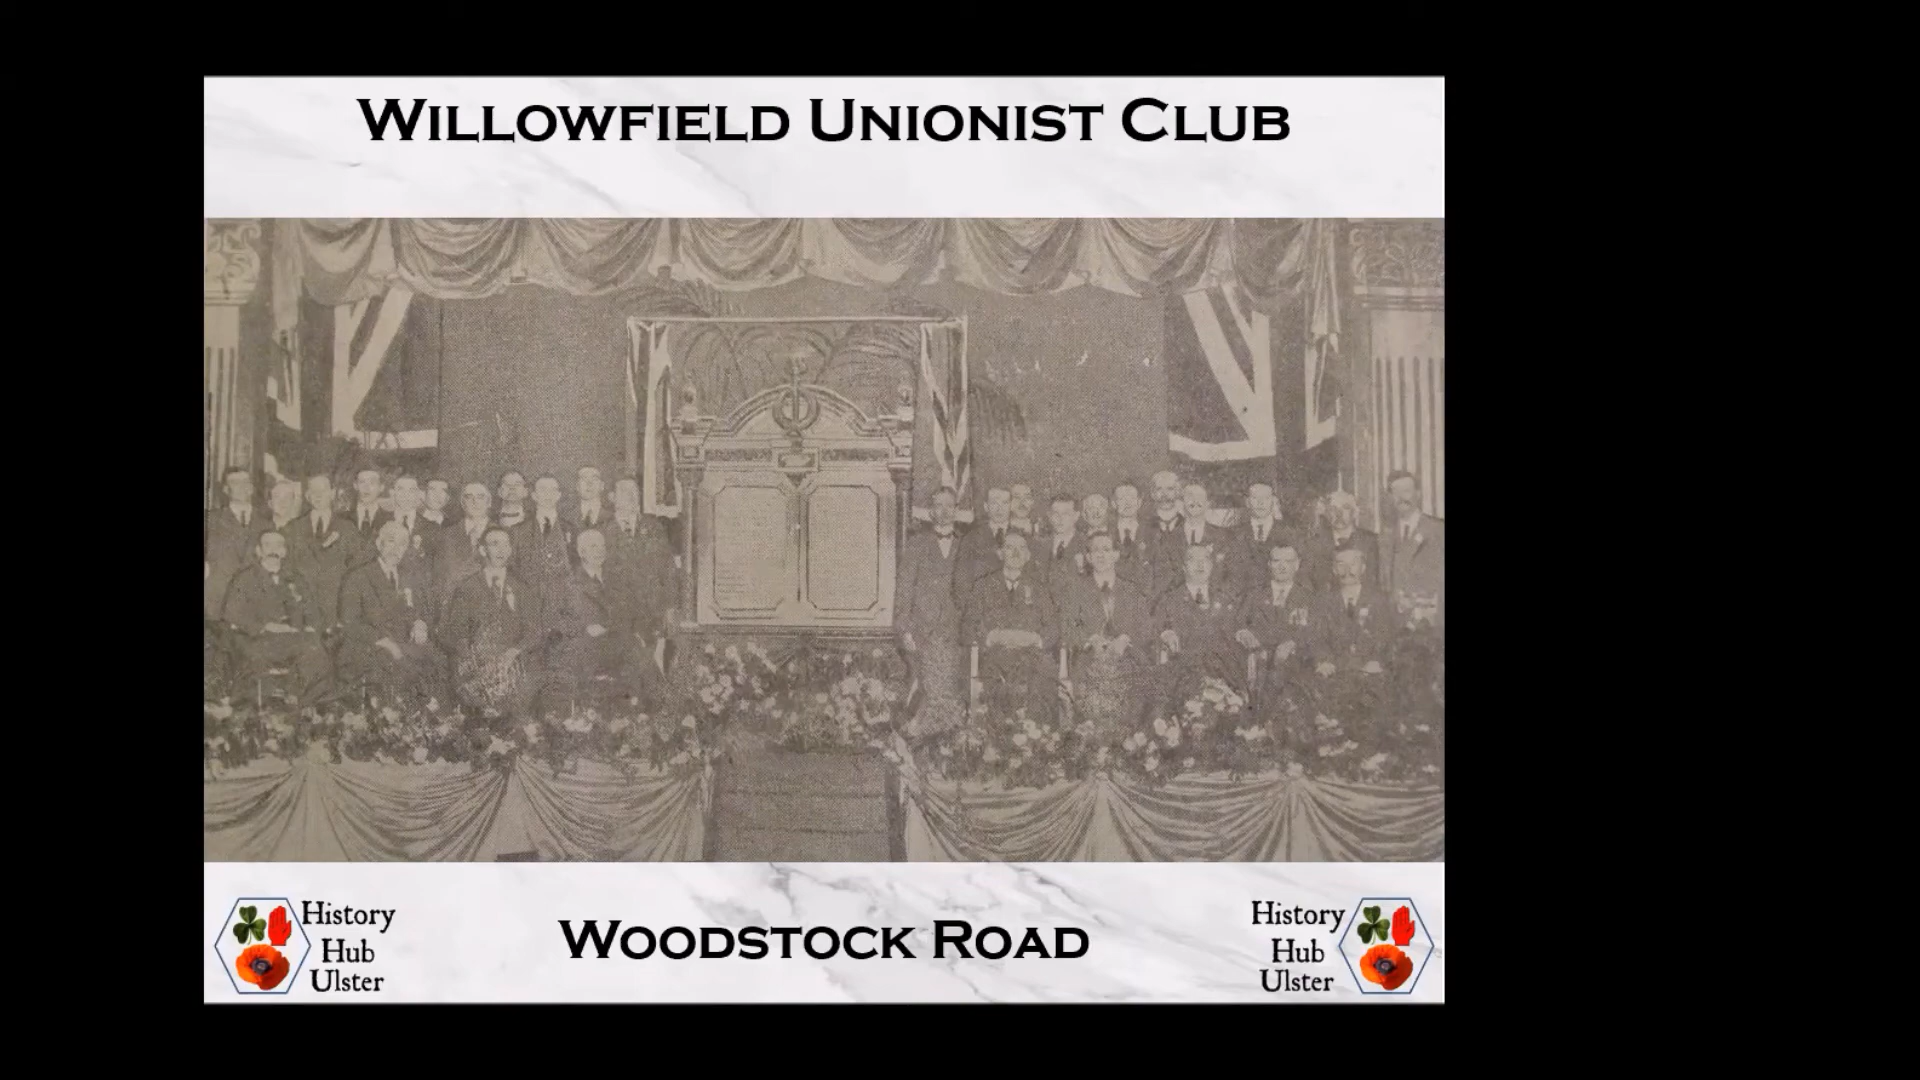 Willowfield Unionist Club
History
Hub
Ulster
Woodstock Road
History
Hub
Ulster